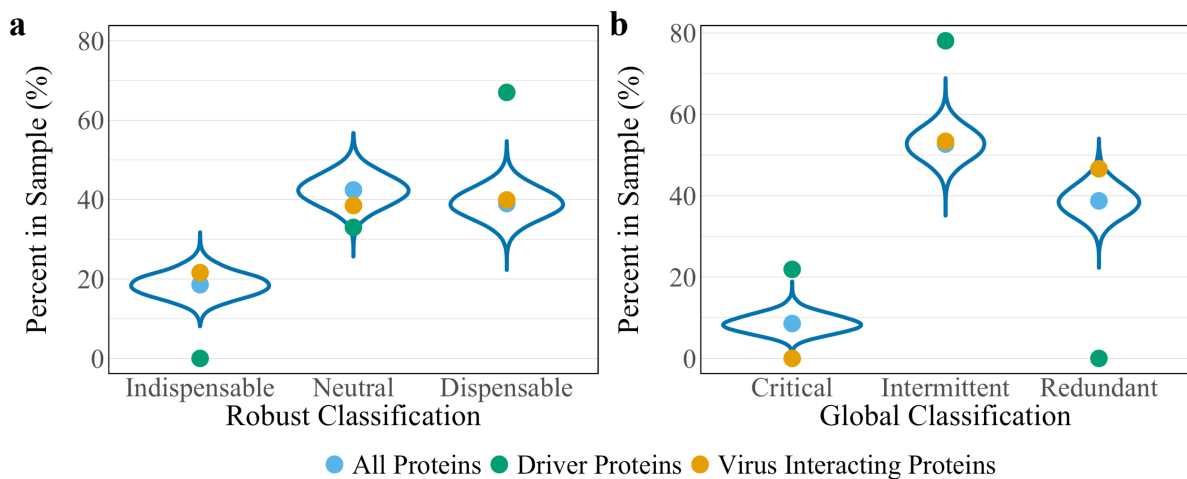 a
b
Percent in Sample (%)
80
60
40
20
0
Indispensable Neutral Dispensable
Robust Classification
Percent in Sample (%)
80
60
40
20
0
Critical Intermittent Redundant
Global Classification
All Proteins Driver Proteins Virus Interacting Proteins